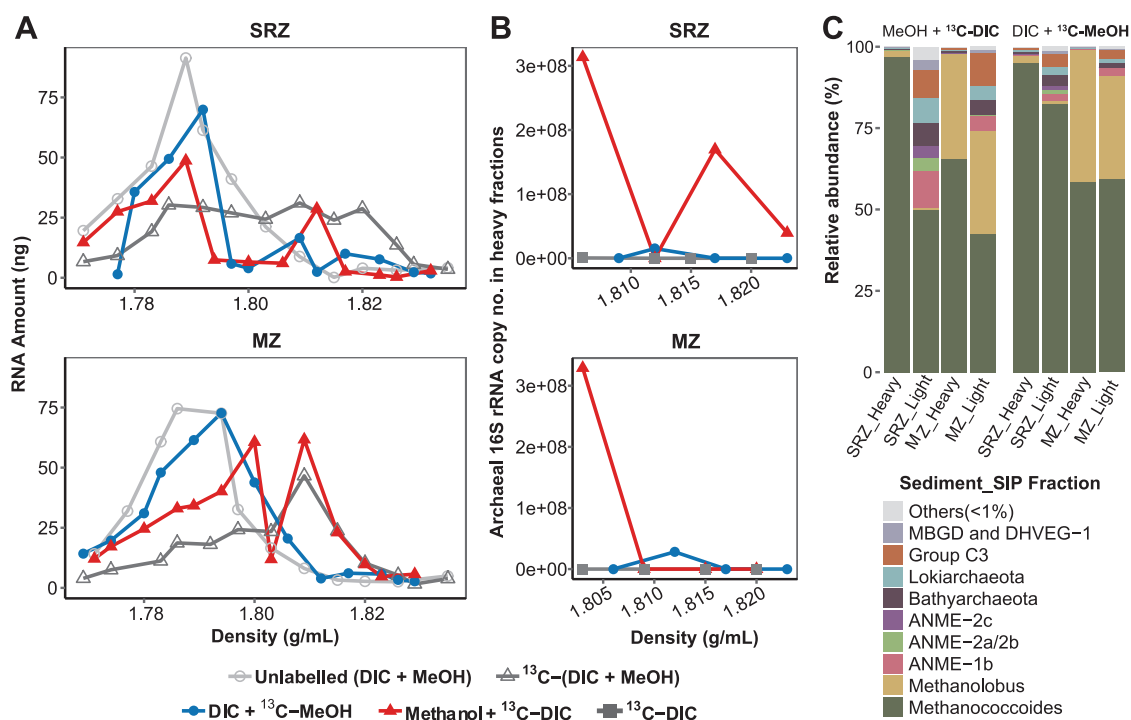 A
SRZ
75
50
25
0
1.78
1.80
1.82
MZ
75
50
25
0
1.78
1.80
1.82
RNA Amount (ng)
Density (g/mL)
B
SRZ
3e+08
2e+08
1e+08
0e+00
1.810
1.815
1.820
MZ
3e+08
2e+08
1e+08
0e+00
1.805
1.810
1.815
1.820
Archaeal 16S rRNA copy no. in heavy fractions
Density (g/mL)
Unlabelled (DIC + MeOH)
¹³C−(DIC + MeOH)
DIC + ¹³C−MeOH
Methanol + ¹³C−DIC
¹³C−DIC
C
MeOH + ¹³C-DIC
DIC + ¹³C-MeOH
100
75
50
25
0
Relative abundance (%)
SRZ_Heavy
SRZ_Light
MZ_Heavy
MZ_Light
SRZ_Heavy
SRZ_Light
MZ_Heavy
MZ_Light
Sediment_SIP Fraction
Others(<1%)
MBGD and DHVEG−1
Group C3
Lokiarchaeota
Bathyarchaeota
ANME−2c
ANME−2a/2b
ANME−1b
Methanolobus
Methanococcoides